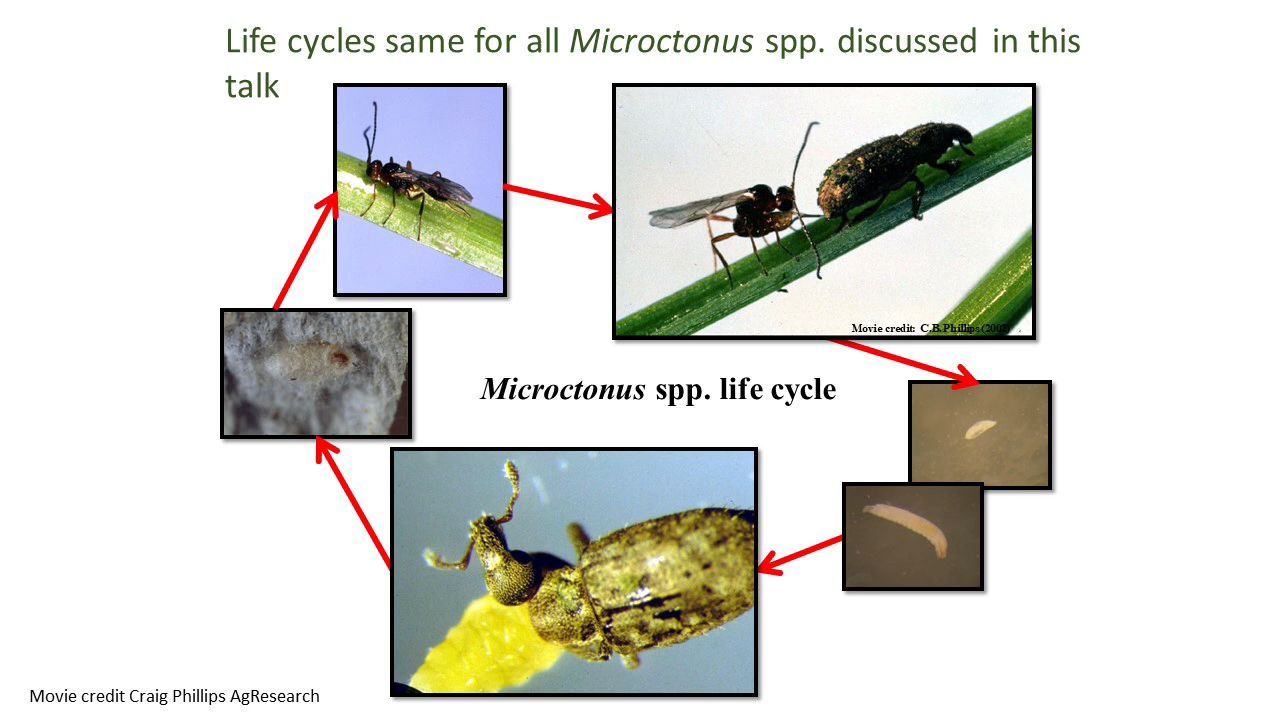 Life cycles same for all Microctonus spp. discussed in this
talk
Movie credit: C.B.Phillips (2002)
Microctonus spp. life cycle
Movie credit Craig Phillips AgResearch